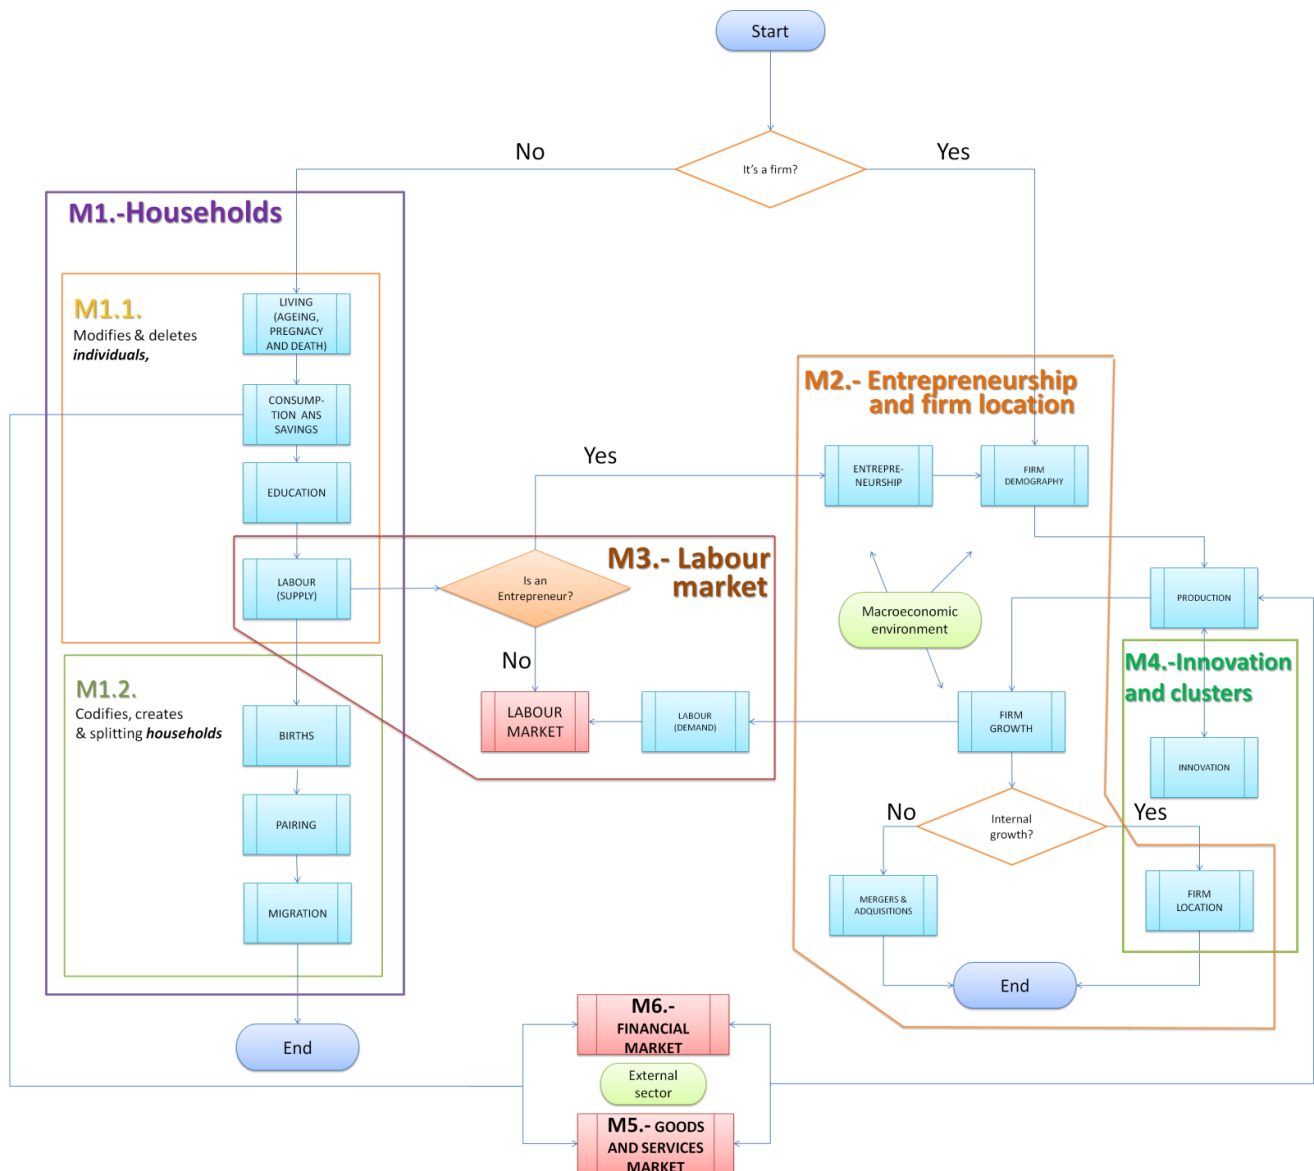 Start
It's a firm?
No
Yes
M1.-Households
M1.1.
Modifies & deletes
individuals,
LIVING
(AGEING,
PREGNACY
AND DEATH)
CONSUMP-
TION ANS
SAVINGS
EDUCATION
LABOUR
(SUPPLY)
M1.2.
Codifies, creates
& splitting households
BIRTHS
PAIRING
MIGRATION
End
M3.- Labour
market
Is an
Entrepreneur?
Yes
No
LABOUR
MARKET
LABOUR
(DEMAND)
M2.- Entrepreneurship
and firm location
ENTREPRE-
NEURSHIP
FIRM
DEMOGRAPHY
Macroeconomic
environment
FIRM
GROWTH
Internal
growth?
No
Yes
MERGERS &
ADQUISITIONS
End
PRODUCTION
M4.-Innovation
and clusters
INNOVATION
FIRM
LOCATION
M6.-
FINANCIAL
MARKET
External
sector
M5.- GOODS
AND SERVICES
MARKET